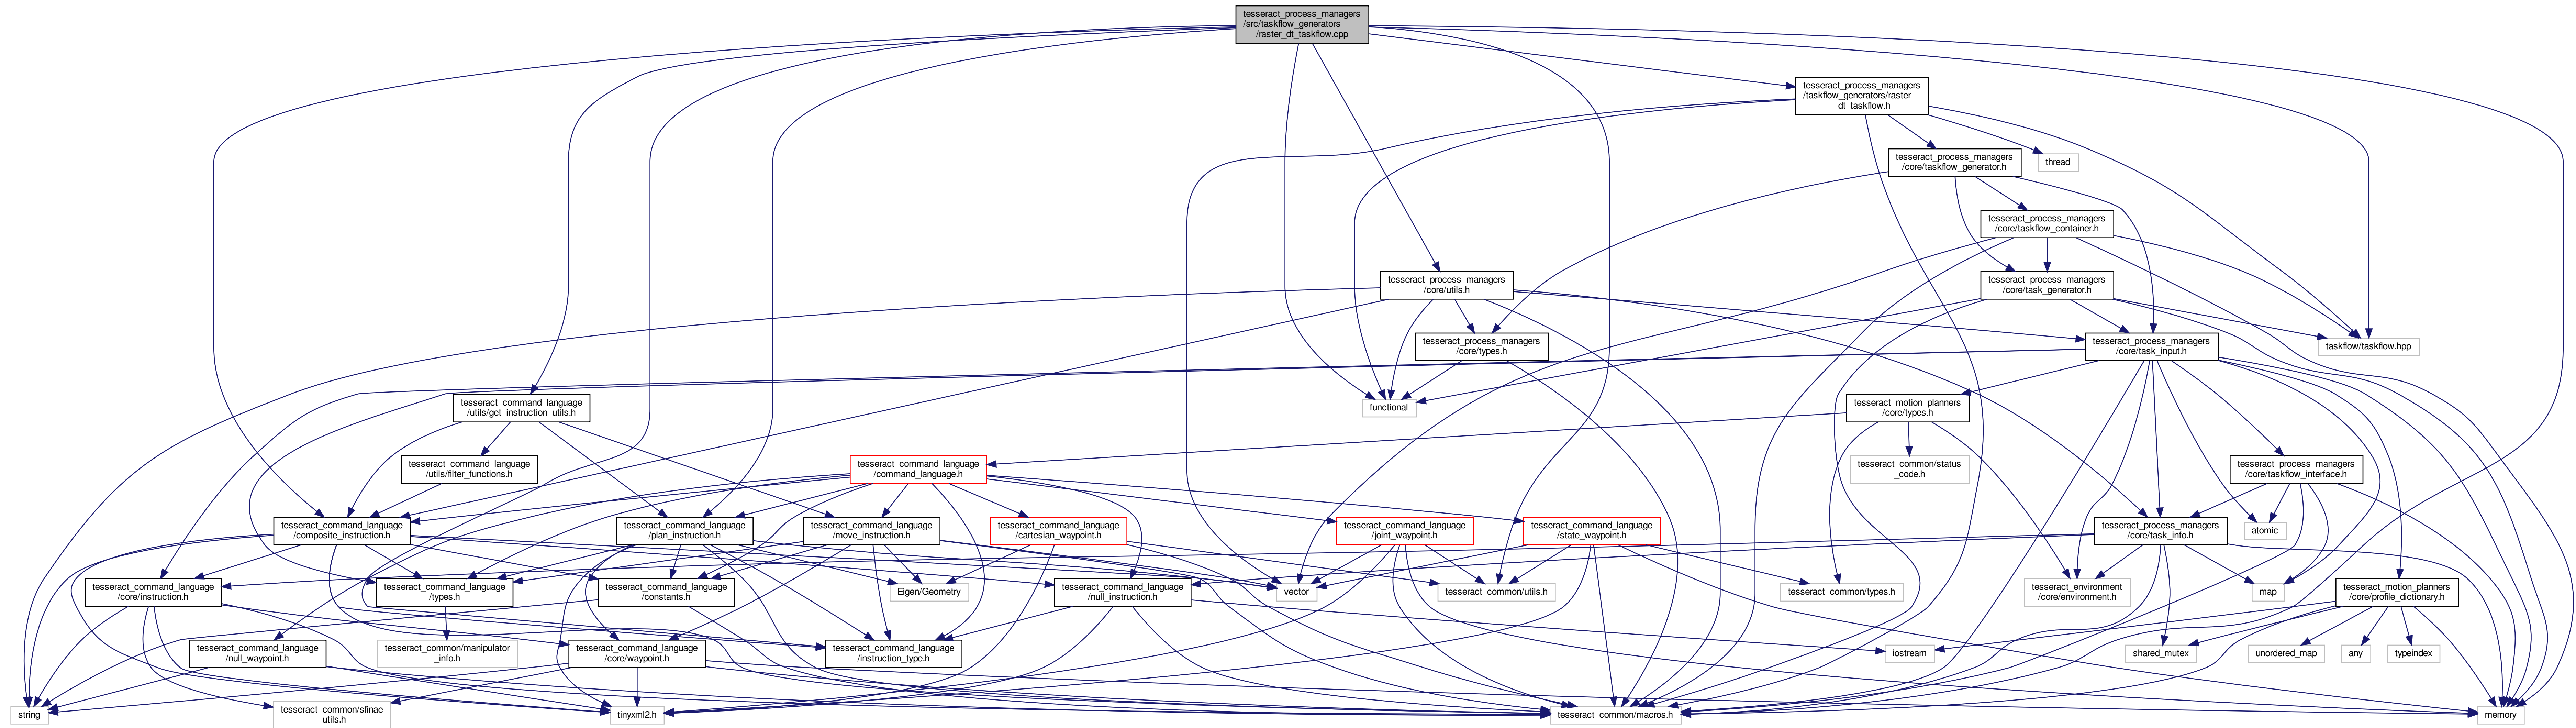 tesseract_process_managers
/src/taskflow_generators
/raster_dt_taskflow.cpp
tesseract_process_managers
/taskflow_generators/raster
_dt_taskflow.h
tesseract_process_managers
/core/taskflow_generator.h
thread
tesseract_process_managers
/core/taskflow_container.h
tesseract_process_managers
/core/utils.h
tesseract_process_managers
/core/task_generator.h
tesseract_process_managers
/core/types.h
tesseract_process_managers
/core/task_input.h
taskflow/taskflow.hpp
tesseract_command_language
/utils/get_instruction_utils.h
functional
tesseract_motion_planners
/core/types.h
tesseract_command_language
/utils/filter_functions.h
tesseract_command_language
/command_language.h
tesseract_common/status
_code.h
tesseract_process_managers
/core/taskflow_interface.h
tesseract_command_language
/composite_instruction.h
tesseract_command_language
/plan_instruction.h
tesseract_command_language
/move_instruction.h
tesseract_command_language
/cartesian_waypoint.h
tesseract_command_language
/joint_waypoint.h
tesseract_command_language
/state_waypoint.h
tesseract_process_managers
/core/task_info.h
atomic
tesseract_command_language
/core/instruction.h
tesseract_command_language
/types.h
tesseract_command_language
/constants.h
Eigen/Geometry
tesseract_command_language
/null_instruction.h
vector
tesseract_common/utils.h
tesseract_common/types.h
tesseract_environment
/core/environment.h
map
tesseract_motion_planners
/core/profile_dictionary.h
tesseract_command_language
/null_waypoint.h
tesseract_common/manipulator
_info.h
tesseract_command_language
/core/waypoint.h
tesseract_command_language
/instruction_type.h
iostream
shared_mutex
unordered_map
any
typeindex
string
tesseract_common/sfinae
_utils.h
tinyxml2.h
tesseract_common/macros.h
memory